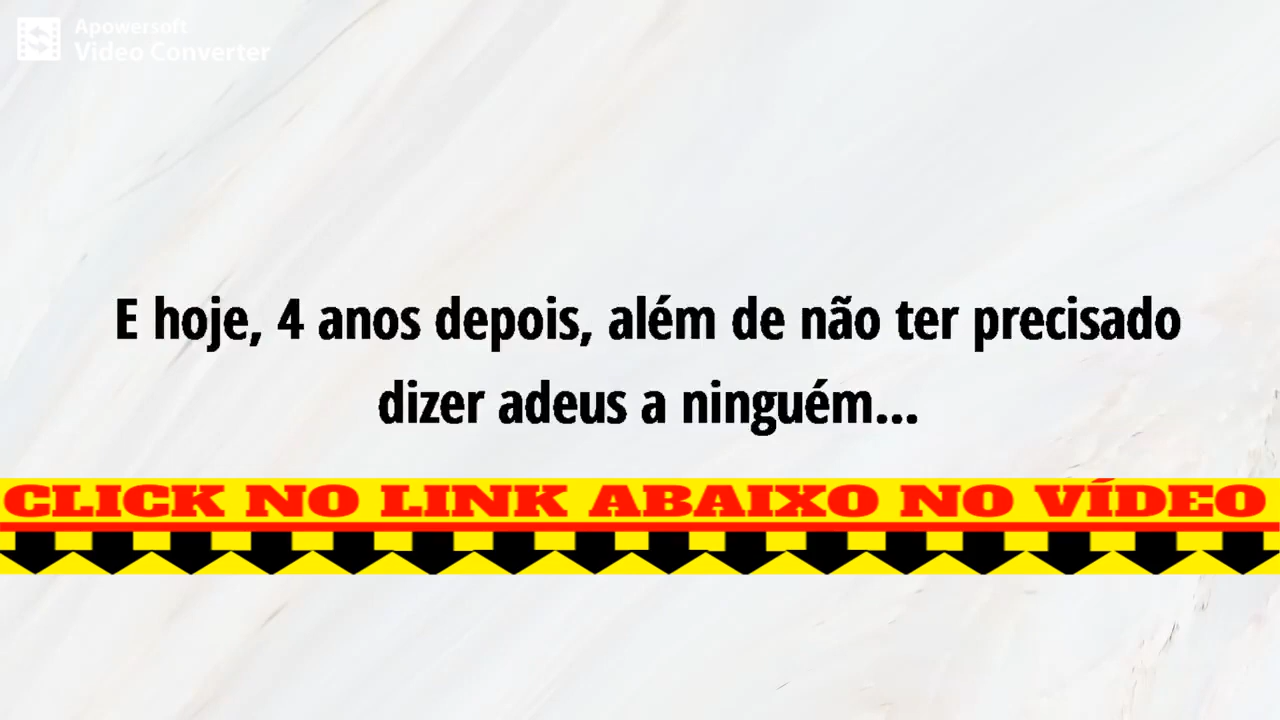 Apowersoft
Video Converter
E hoje, 4 anos depois, além de não ter precisado
dizer adeus a ninguém...
CLICK NO LINK ABAIXO NO VÍDEO